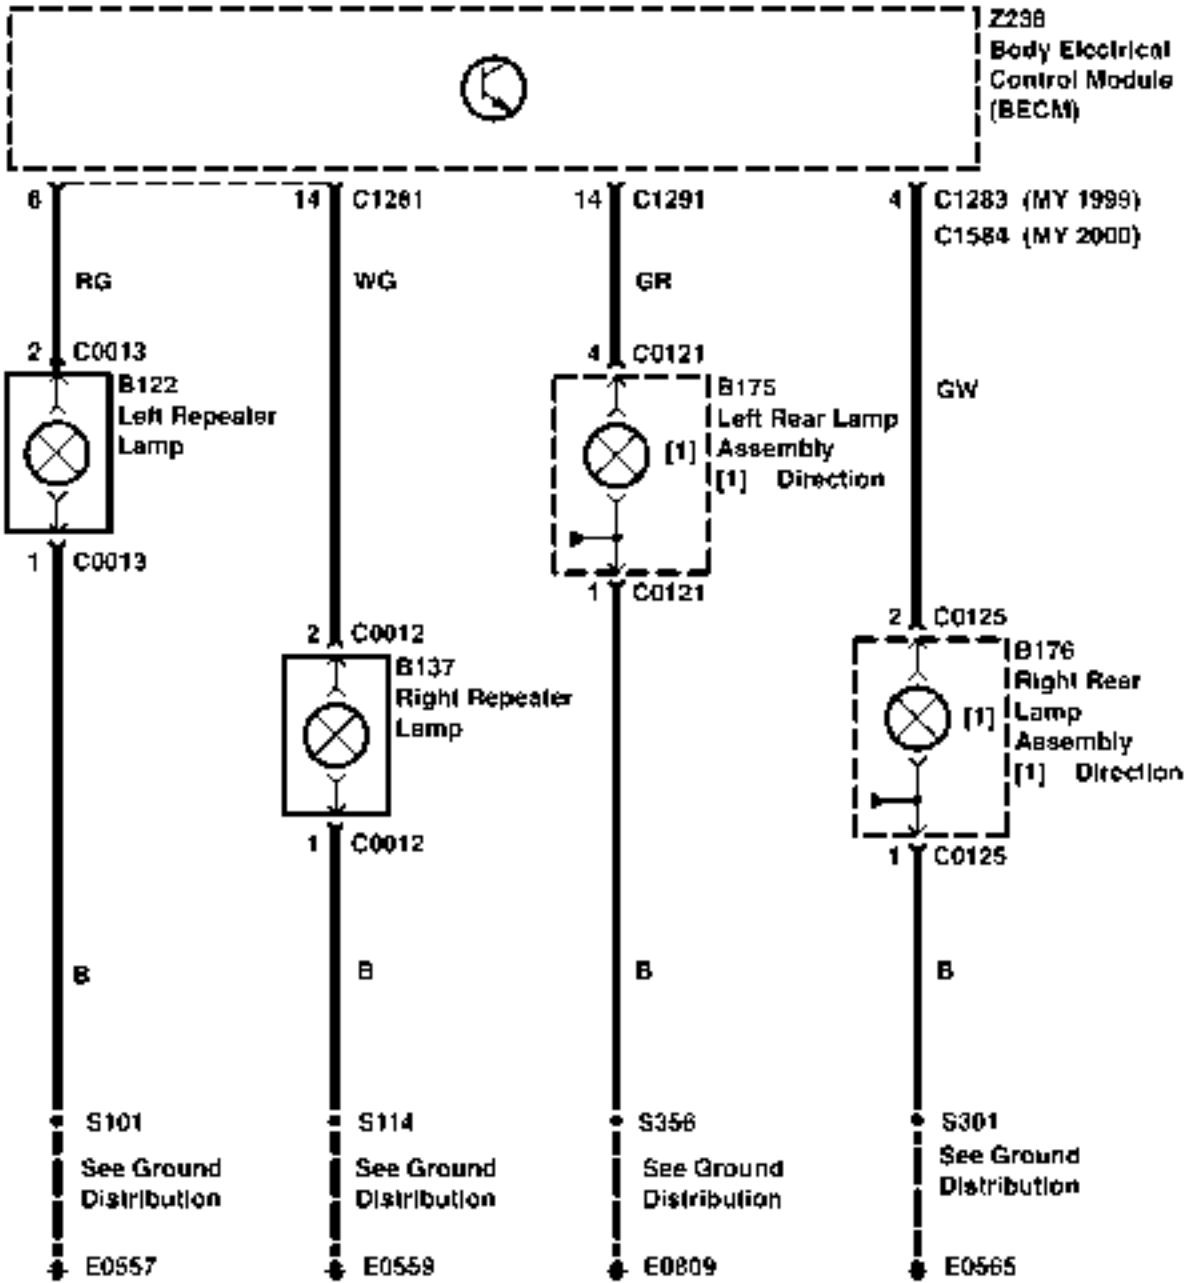 Z238
Body Electrical
Control Module
(BECM)
6
14 C1281
14 C1291
4 C1283 (MY 1999)
C1584 (MY 2000)
RG
WG
GR
GW
2 C0013
B122
Left Repeater
Lamp
1 C0013
2 C0012
B137
Right Repeater
Lamp
1 C0012
4 C0121
B175
Left Rear Lamp
[1] Assembly
[1] Direction
1 C0121
2 C0125
B176
Right Rear
[1] Lamp
Assembly
[1] Direction
1 C0125
B
B
B
B
S101
See Ground
Distribution
E0557
S114
See Ground
Distribution
E0559
S356
See Ground
Distribution
E0809
S301
See Ground
Distribution
E0565